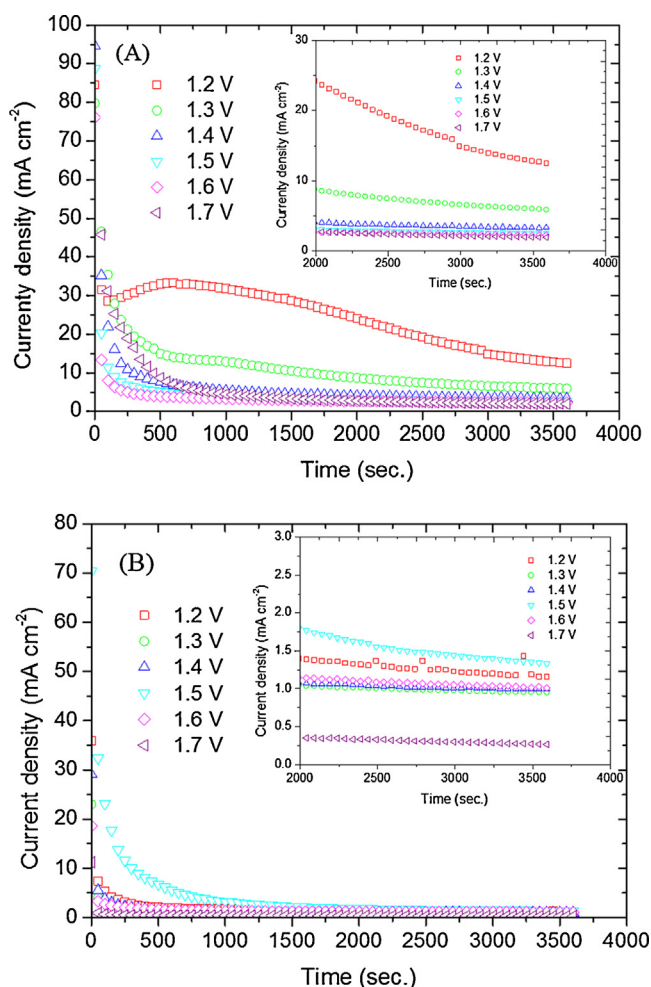 (A)
Currenty density (mA cm-2)
100
90
80
70
60
50
40
30
20
10
0
1.2 V
1.3 V
1.4 V
1.5 V
1.6 V
1.7 V
0 500 1000 1500 2000 2500 3000 3500 4000
Time (sec.)
Currenty density (mA cm-2)
30
20
10
0
1.2 V
1.3 V
1.4 V
1.5 V
1.6 V
1.7 V
2000 2500 3000 3500 4000
Time (sec.)
(B)
Current density (mA cm-2)
80
70
60
50
40
30
20
10
0
1.2 V
1.3 V
1.4 V
1.5 V
1.6 V
1.7 V
0 500 1000 1500 2000 2500 3000 3500 4000
Time (sec.)
Current density (mA cm-2)
3.0
2.5
2.0
1.5
1.0
0.5
0.0
1.2 V
1.3 V
1.4 V
1.5 V
1.6 V
1.7 V
2000 2500 3000 3500 4000
Time (sec.)